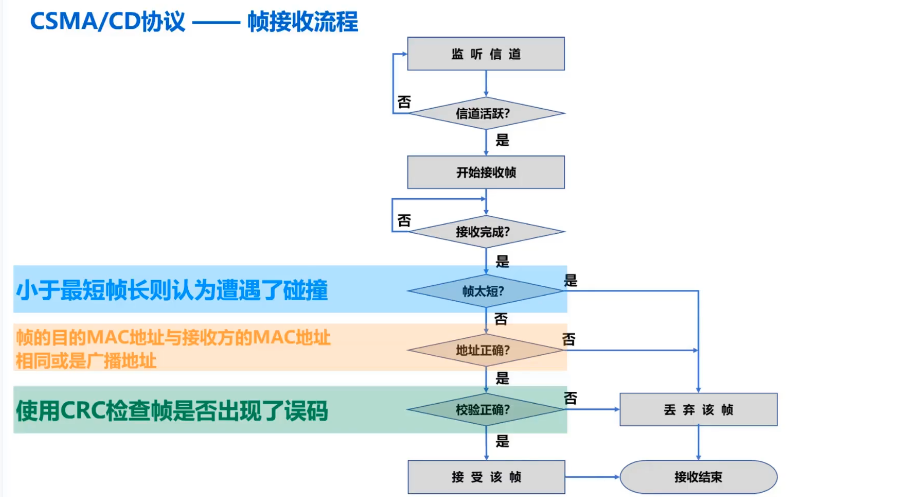 CSMA/CD协议 —— 帧接收流程
监 听 信 道
否
信道活跃?
是
开始接收帧
否
接收完成?
是
小于最短帧长则认为遭遇了碰撞
帧太短?
是
否
帧的目的MAC地址与接收方的MAC地址
相同或是广播地址
地址正确?
否
是
使用CRC检查帧是否出现了误码
校验正确?
否
丢 弃 该 帧
是
接 受 该 帧
接收结束